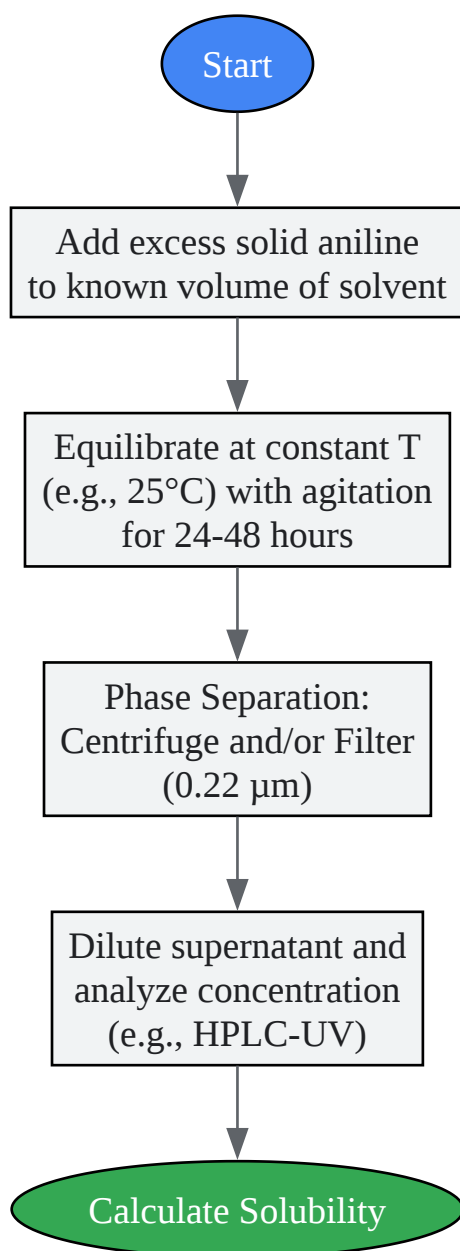 Start
Add excess solid aniline
to known volume of solvent
Equilibrate at constant T
(e.g., 25°C) with agitation
for 24-48 hours
Phase Separation:
Centrifuge and/or Filter
(0.22 µm)
Dilute supernatant and
analyze concentration
(e.g., HPLC-UV)
Calculate Solubility